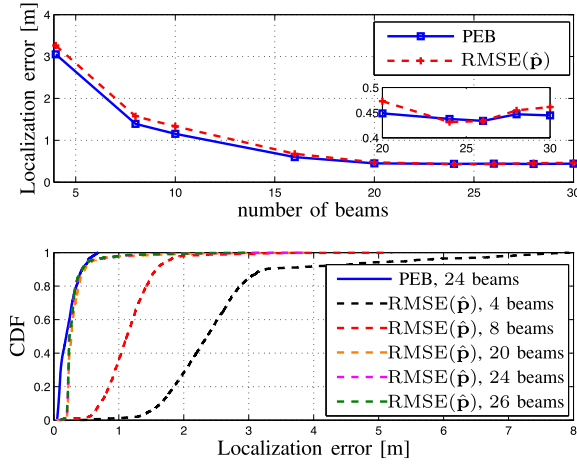 Localization error [m]
4
3
2
1
0
PEB
RMSE(p̂)
0.5
0.45
0.4
20 25 30
5 10 15 20 25 30
number of beams
CDF
1
0.8
0.6
0.4
0.2
0
PEB, 24 beams
RMSE(p̂), 4 beams
RMSE(p̂), 8 beams
RMSE(p̂), 20 beams
RMSE(p̂), 24 beams
RMSE(p̂), 26 beams
0 1 2 3 4 5 6 7 8
Localization error [m]